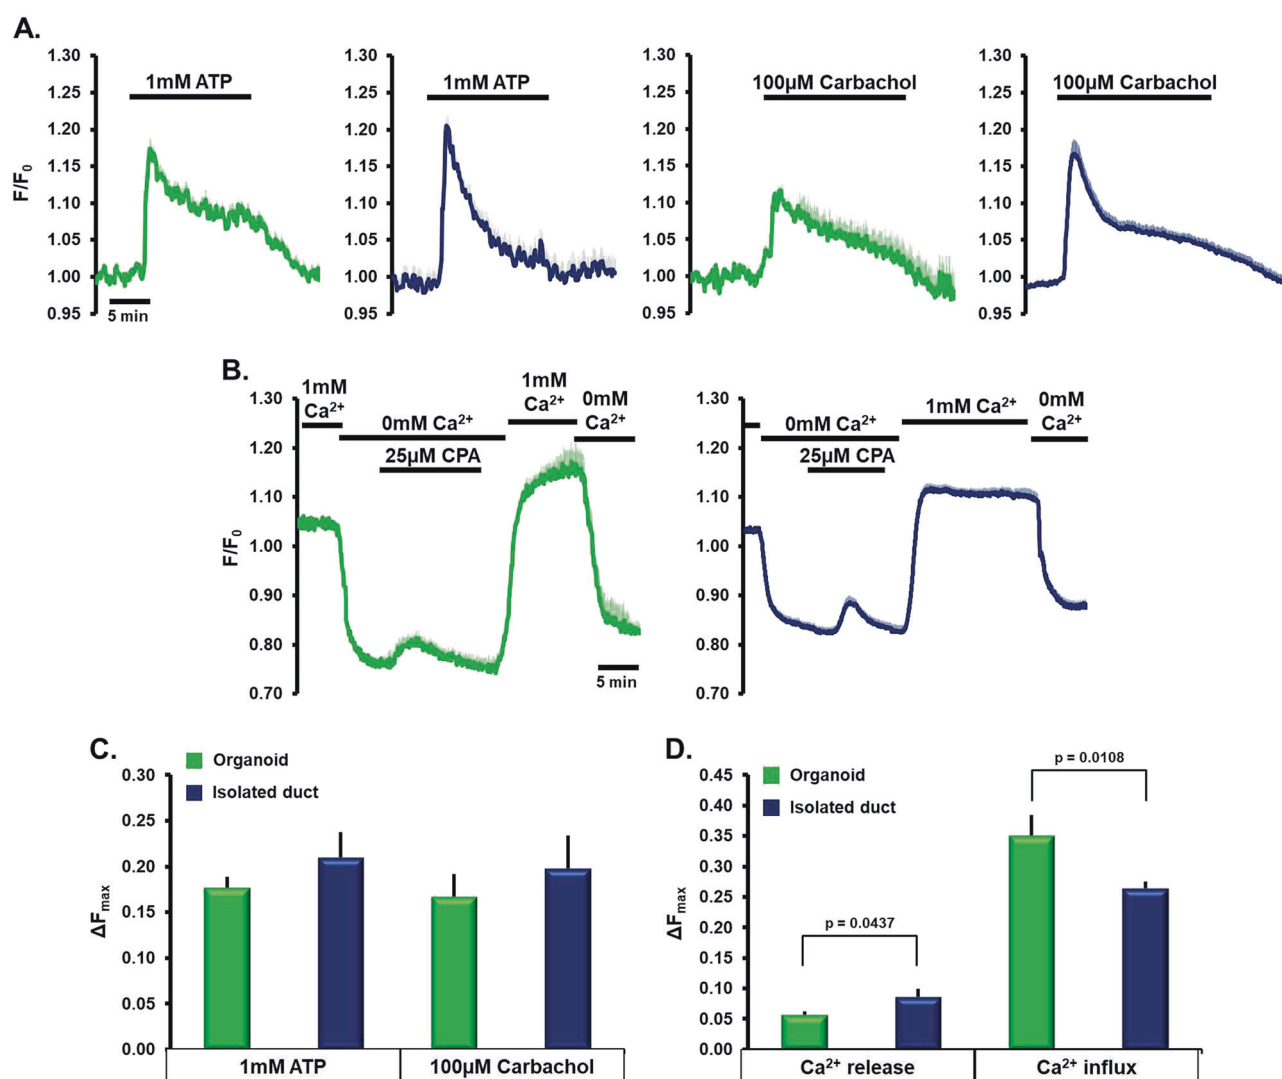 A.
1.30
1.25
1.20
1.15
1.10
1.05
1.00
0.95
F/F0
1mM ATP
5 min
1.30
1.25
1.20
1.15
1.10
1.05
1.00
0.95
1mM ATP
1.30
1.25
1.20
1.15
1.10
1.05
1.00
0.95
100µM Carbachol
1.30
1.25
1.20
1.15
1.10
1.05
1.00
0.95
100µM Carbachol
B.
1.30
1.20
1.10
1.00
0.90
0.80
0.70
F/F0
1mM
Ca2+
0mM Ca2+
25µM CPA
1mM
Ca2+
0mM
Ca2+
5 min
1.30
1.20
1.10
1.00
0.90
0.80
0.70
0mM Ca2+
25µM CPA
1mM Ca2+
0mM
Ca2+
C.
Organoid
Isolated duct
0.30
0.25
0.20
0.15
0.10
0.05
0.00
ΔFmax
1mM ATP
100µM Carbachol
D.
Organoid
Isolated duct
0.45
0.40
0.35
0.30
0.25
0.20
0.15
0.10
0.05
0.00
ΔFmax
p = 0.0437
p = 0.0108
Ca2+ release
Ca2+ influx